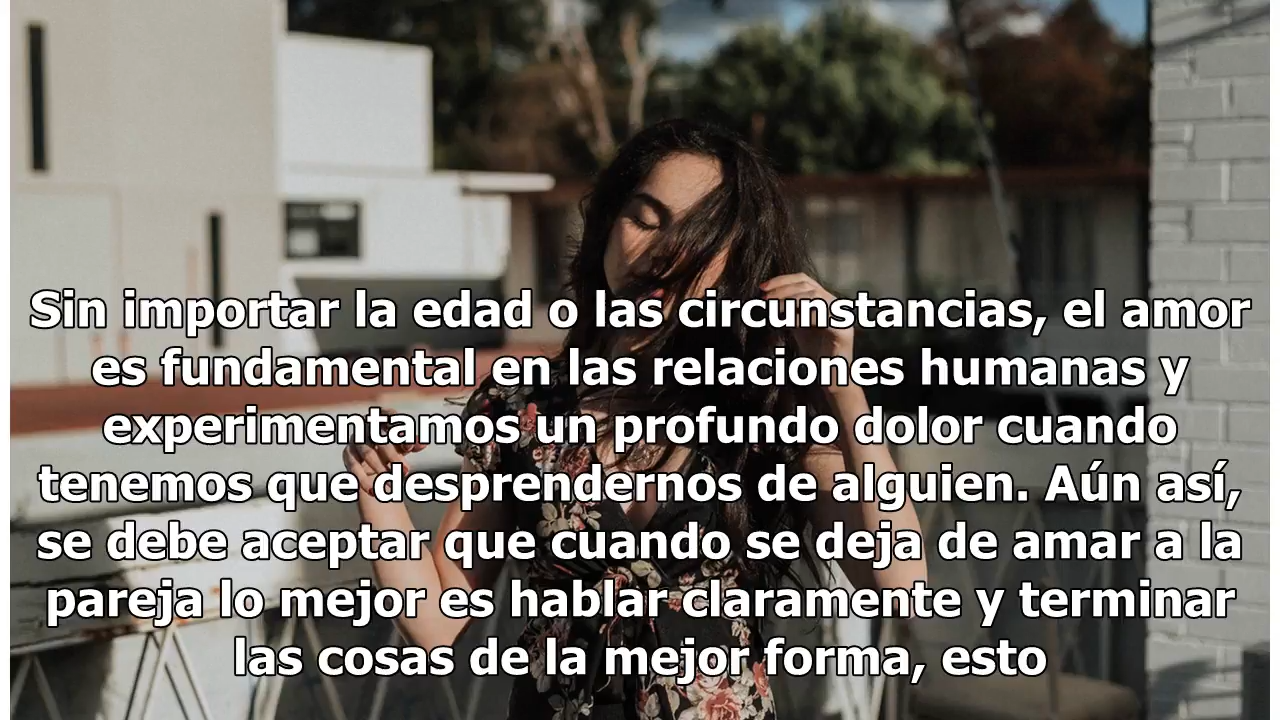 Sin importar la edad o las circunstancias, el amor
es fundamental en las relaciones humanas y
experimentamos un profundo dolor cuando
tenemos que desprendernos de alguien. Aún así,
se debe aceptar que cuando se deja de amar a la
pareja lo mejor es hablar claramente y terminar
las cosas de la mejor forma, esto